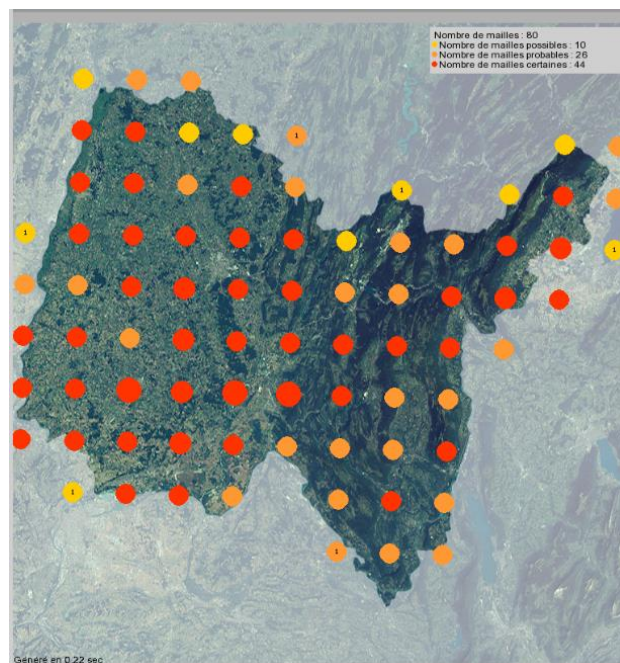 Nombre de mailles : 80
Nombre de mailles possibles : 10
Nombre de mailles probables : 26
Nombre de mailles certaines : 44
1
1
1
1
1
1
Généré en 0.22 sec